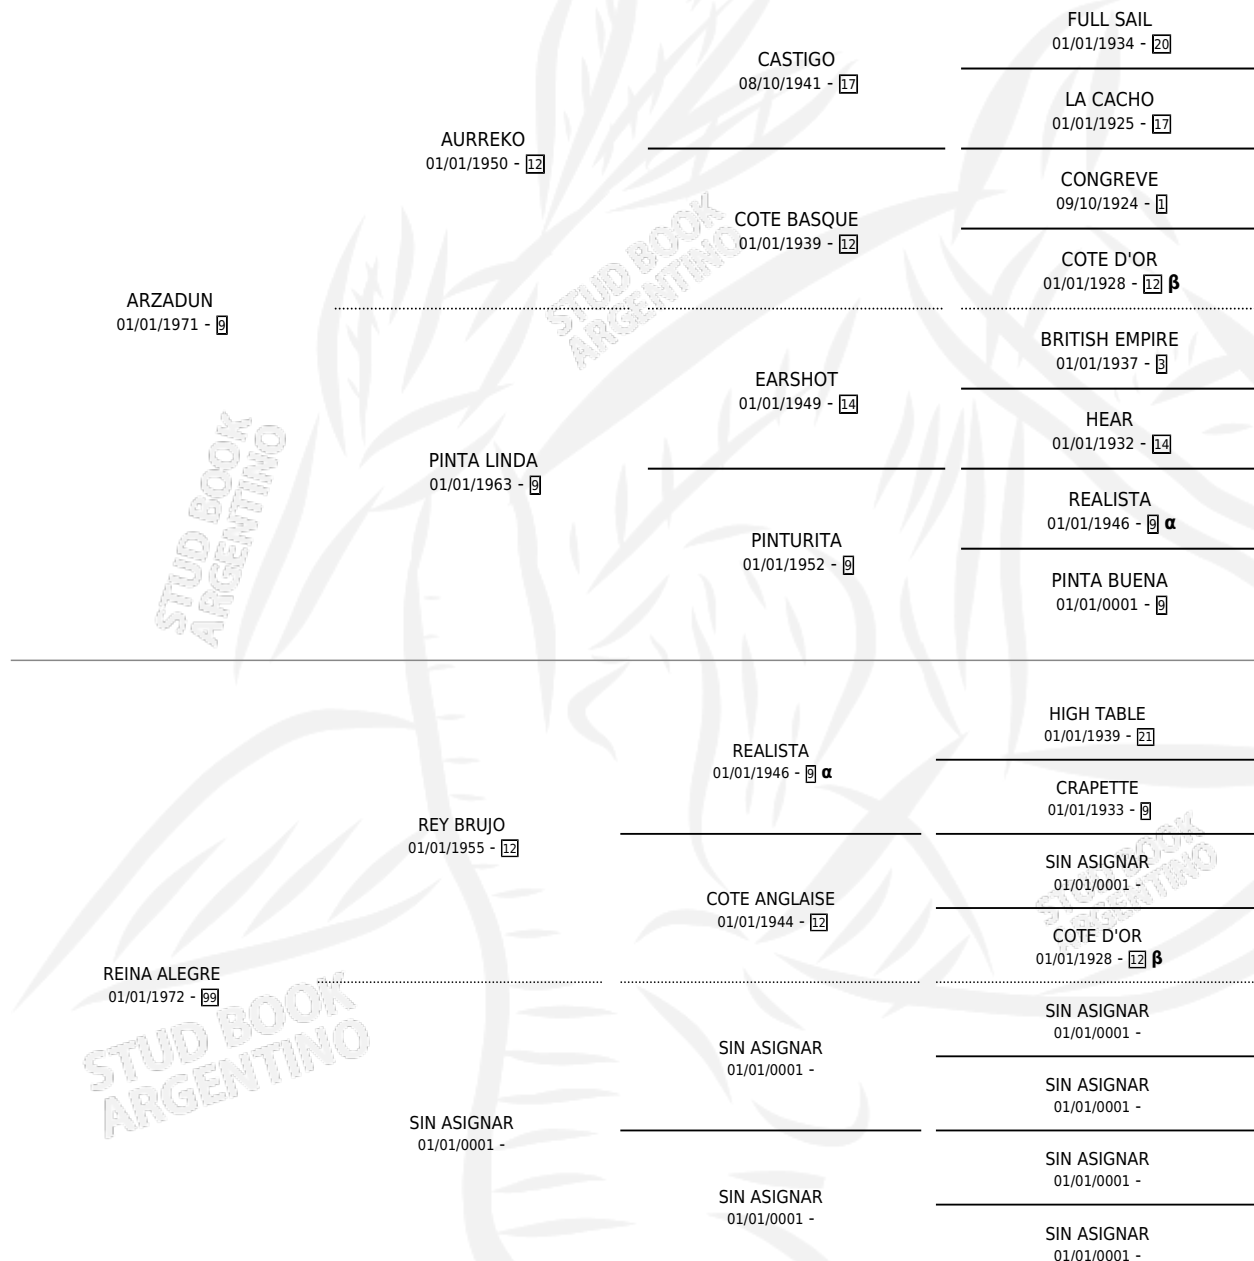 FULL SAIL
01/01/1934 - 20
CASTIGO
08/10/1941 - 17
LA CACHO
01/01/1925 - 17
AURREKO
01/01/1950 - 12
CONGREVE
09/10/1924 - 1
COTE BASQUE
01/01/1939 - 12
COTE D'OR
01/01/1928 - 12 β
ARZADUN
01/01/1971 - 9
BRITISH EMPIRE
01/01/1937 - 3
EARSHOT
01/01/1949 - 14
HEAR
01/01/1932 - 14
PINTA LINDA
01/01/1963 - 9
REALISTA
01/01/1946 - 9 α
PINTURITA
01/01/1952 - 9
PINTA BUENA
01/01/0001 - 9
STUD BOOK
ARGENTINO
STUD BOOK
ARGENTINO
HIGH TABLE
01/01/1939 - 21
REALISTA
01/01/1946 - 9 α
CRAPETTE
01/01/1933 - 9
REY BRUJO
01/01/1955 - 12
SIN ASIGNAR
01/01/0001 -
COTE ANGLAISE
01/01/1944 - 12
COTE D'OR
01/01/1928 - 12 β
REINA ALEGRE
01/01/1972 - 99
SIN ASIGNAR
01/01/0001 -
SIN ASIGNAR
01/01/0001 -
SIN ASIGNAR
01/01/0001 -
SIN ASIGNAR
01/01/0001 -
SIN ASIGNAR
01/01/0001 -
SIN ASIGNAR
01/01/0001 -
SIN ASIGNAR
01/01/0001 -
STUD BOOK
ARGENTINO
STUD BOOK
ARGENTINO